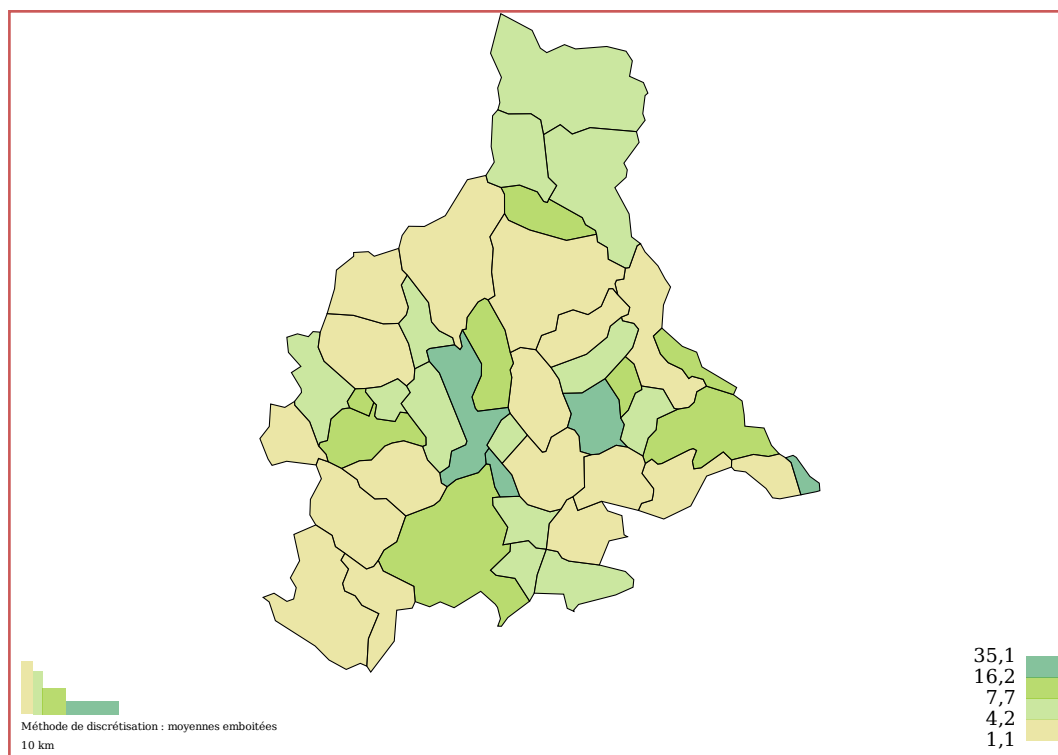 35,1
16,2
7,7
4,2
1,1
Méthode de discrétisation : moyennes emboitées
10 km